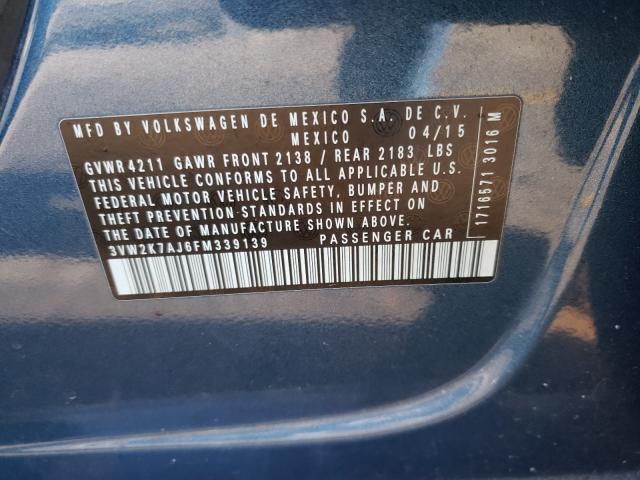 MFD BY VOLKSWAGEN DE MEXICO S.A. DE C.V.
MEXICO 04/15
GVWR 4211 GAWR FRONT 2138 / REAR 2183 LBS
THIS VEHICLE CONFORMS TO ALL APPLICABLE U.S.
FEDERAL MOTOR VEHICLE SAFETY, BUMPER AND
THEFT PREVENTION STANDARDS IN EFFECT ON
THE DATE OF MANUFACTURE SHOWN ABOVE.
3VW2K7AJ6FM339139 PASSENGER CAR
1716571 3016 M